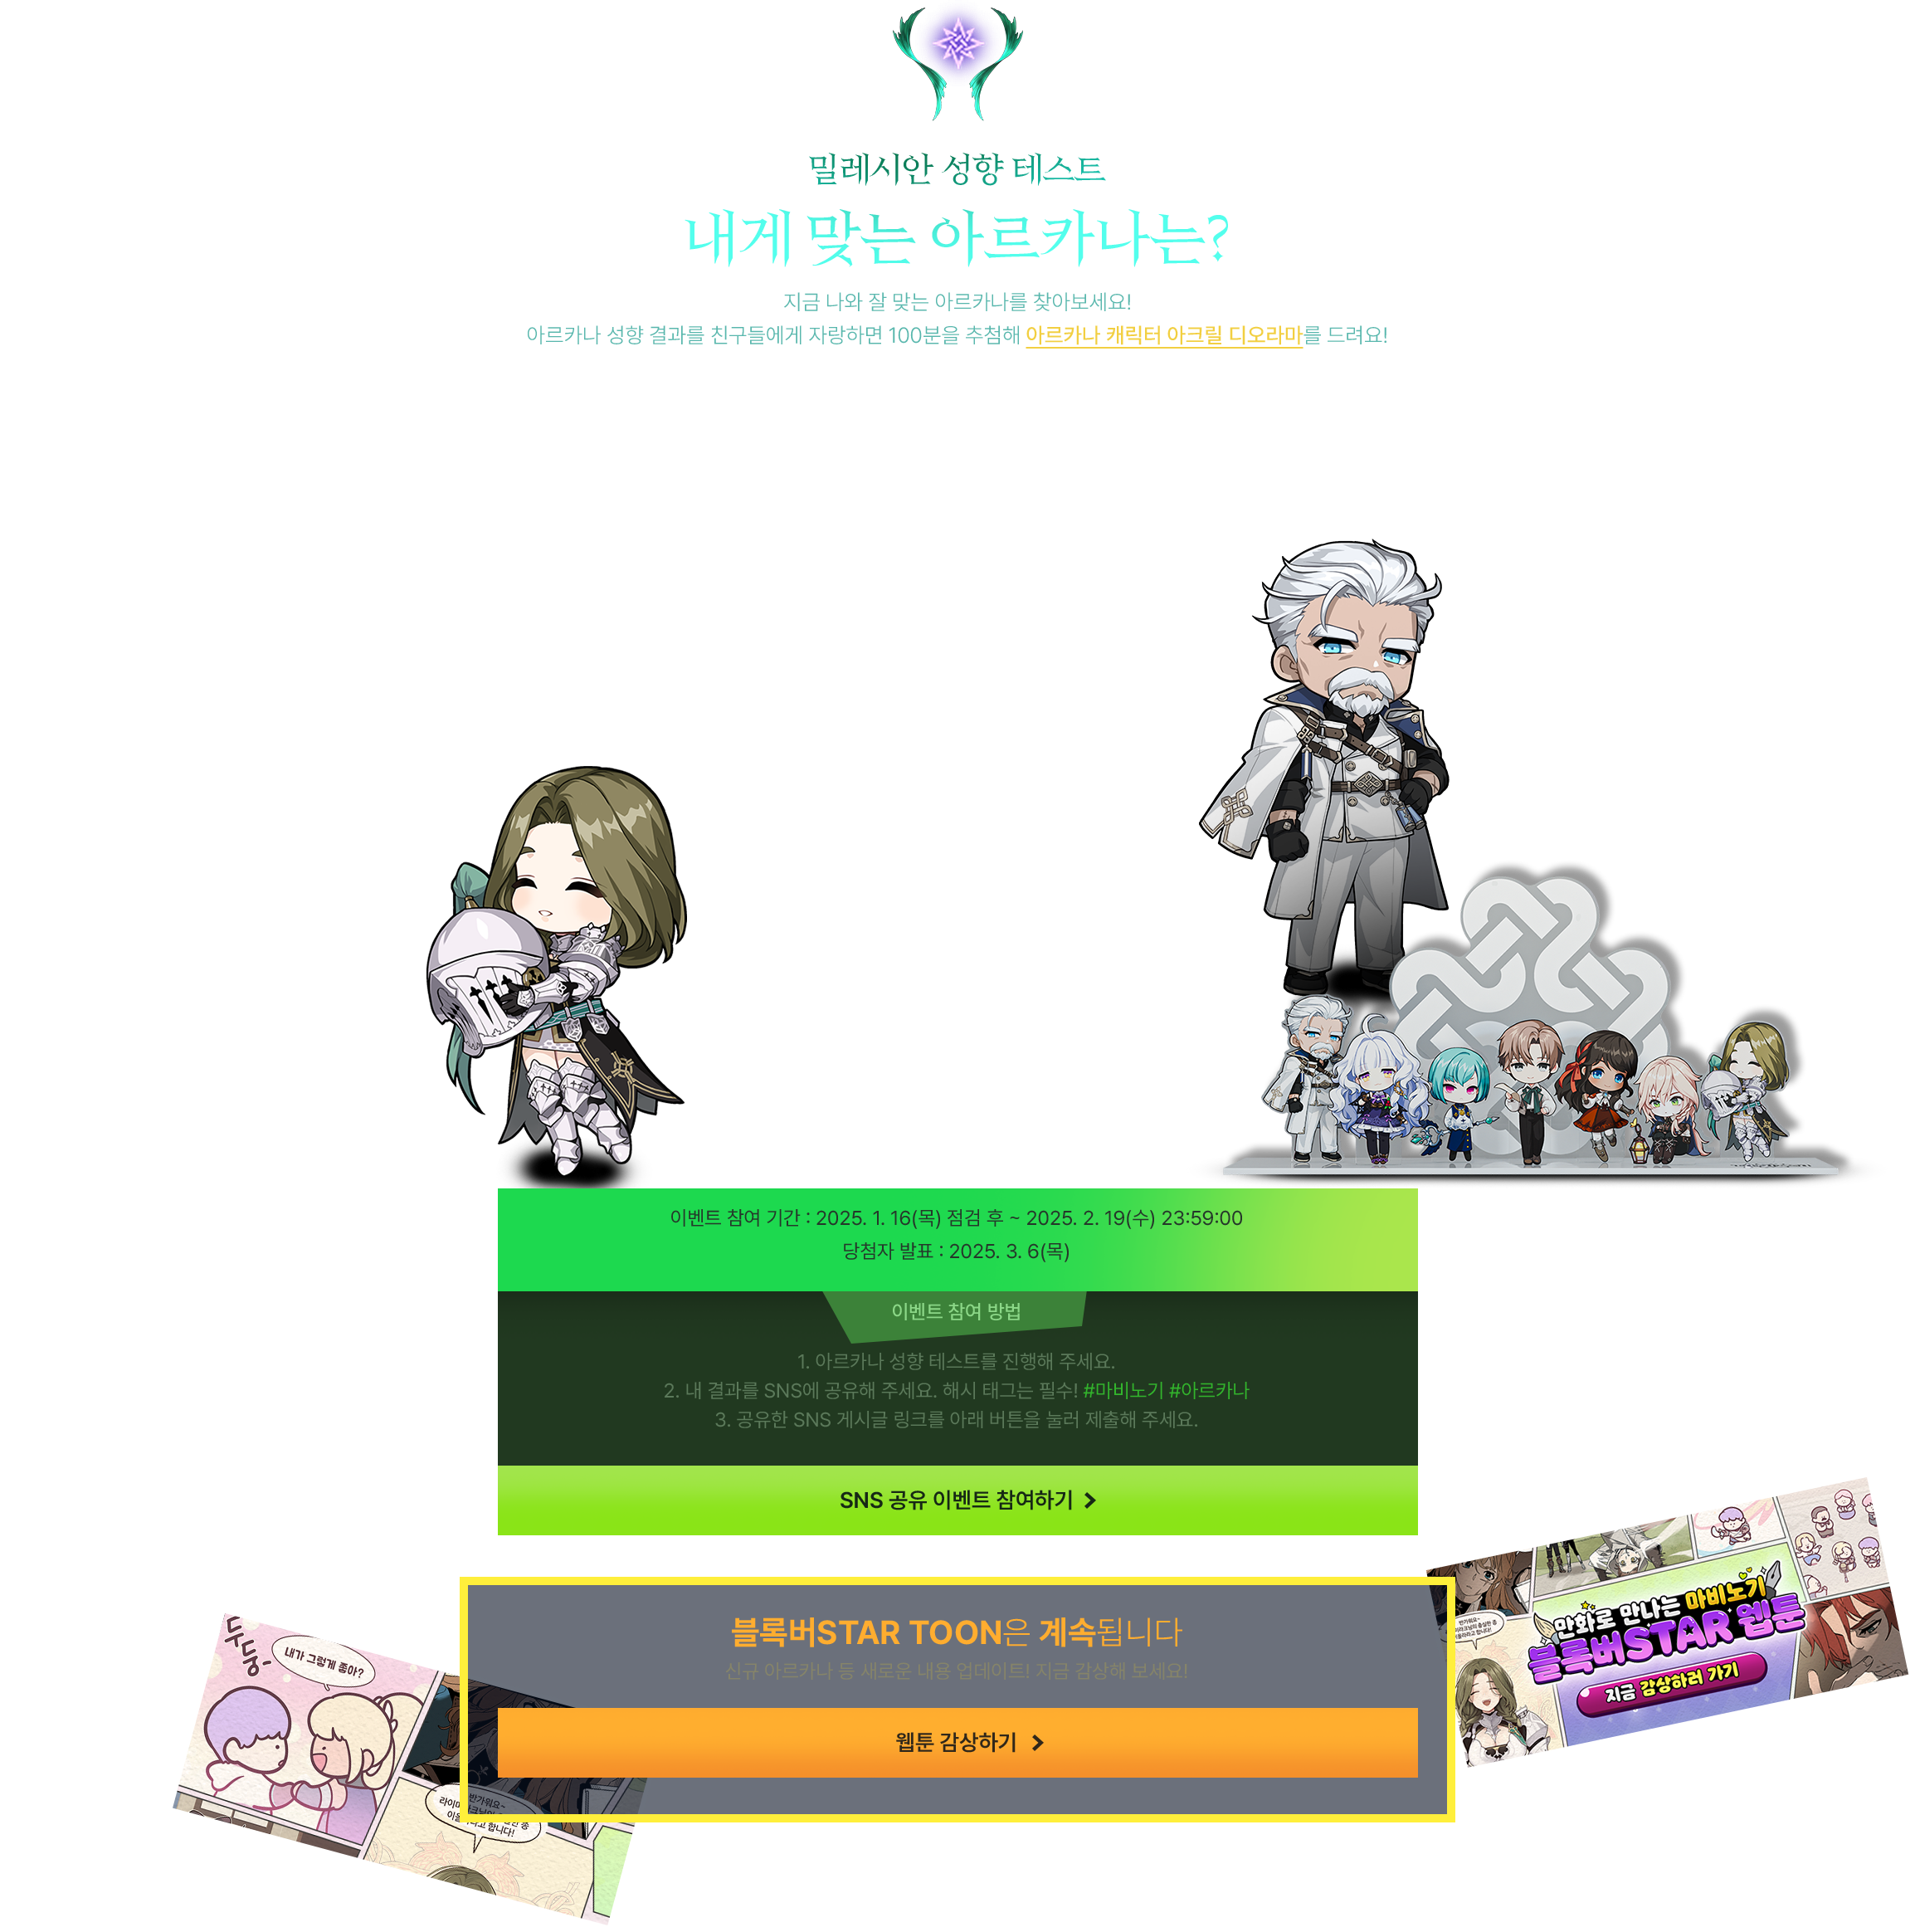 밀레시안 성향 테스트
내게 맞는 아르카나는?
지금 나와 잘 맞는 아르카나를 찾아보세요!
아르카나 성향 결과를 친구들에게 자랑하면 100분을 추첨해 아르카나 캐릭터 아크릴 디오라마를 드려요!
이벤트 참여 기간 : 2025. 1. 16(목) 점검 후 ~ 2025. 2. 19(수) 23:59:00
당첨자 발표 : 2025. 3. 6(목)
이벤트 참여 방법
1. 아르카나 성향 테스트를 진행해 주세요.
2. 내 결과를 SNS에 공유해 주세요. 해시 태그는 필수! #마비노기 #아르카나
3. 공유한 SNS 게시글 링크를 아래 버튼을 눌러 제출해 주세요.
SNS 공유 이벤트 참여하기
블록버STAR TOON은 계속됩니다
신규 아르카나 등 새로운 내용 업데이트! 지금 감상해 보세요!
웹툰 감상하기
두둥-
내가 그렇게 좋아?
반가워요~
고 합니다!
만화로 만나는 마비노기
블록버STAR 웹툰
지금 감상하러 가기
반가워요~